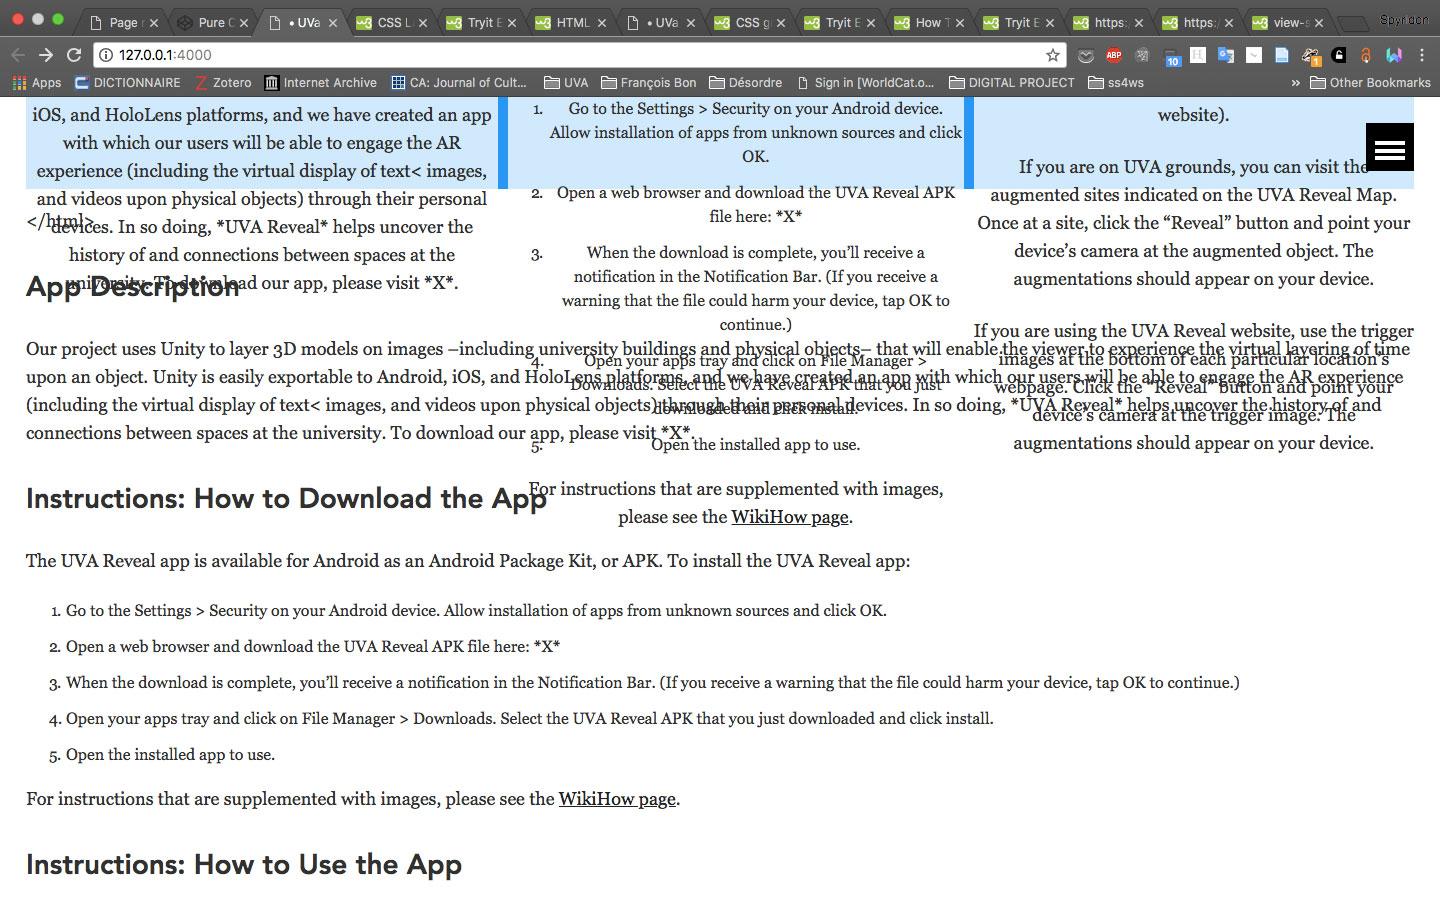 Page r
Pure C
• UVa
CSS L
Tryit E
HTML
• UVa
CSS g
Tryit E
How T
Tryit E
https:/
https:/
view-s
Spyridon
127.0.0.1:4000
ABP
10
1
Apps
DICTIONNAIRE
Zotero
Internet Archive
CA: Journal of Cult...
UVA
François Bon
Désordre
Sign in [WorldCat.o...
DIGITAL PROJECT
ss4ws
»
Other Bookmarks
iOS, and HoloLens platforms, and we have created an app
with which our users will be able to engage the AR
experience (including the virtual display of text< images,
and videos upon physical objects) through their personal
devices. In so doing, *UVA Reveal* helps uncover the
history of and connections between spaces at the
university. To download our app, please visit *X*.
1. Go to the Settings > Security on your Android device.
Allow installation of apps from unknown sources and click
OK.
2. Open a web browser and download the UVA Reveal APK
file here: *X*
3. When the download is complete, you’ll receive a
notification in the Notification Bar. (If you receive a
warning that the file could harm your device, tap OK to
continue.)
4. Open your apps tray and click on File Manager >
Downloads. Select the UVA Reveal APK that you just
downloaded and click install.
5. Open the installed app to use.
For instructions that are supplemented with images,
please see the WikiHow page.
website).
If you are on UVA grounds, you can visit the
augmented sites indicated on the UVA Reveal Map.
Once at a site, click the “Reveal” button and point your
device’s camera at the augmented object. The
augmentations should appear on your device.
If you are using the UVA Reveal website, use the trigger
images at the bottom of each particular location’s
webpage. Click the “Reveal” button and point your
device’s camera at the trigger image. The
augmentations should appear on your device.
</html>
App Description
Our project uses Unity to layer 3D models on images –including university buildings and physical objects– that will enable the viewer to experience the virtual layering of time
upon an object. Unity is easily exportable to Android, iOS, and HoloLens platforms, and we have created an app with which our users will be able to engage the AR experience
(including the virtual display of text< images, and videos upon physical objects) through their personal devices. In so doing, *UVA Reveal* helps uncover the history of and
connections between spaces at the university. To download our app, please visit *X*.
Instructions: How to Download the App
The UVA Reveal app is available for Android as an Android Package Kit, or APK. To install the UVA Reveal app:
1. Go to the Settings > Security on your Android device. Allow installation of apps from unknown sources and click OK.
2. Open a web browser and download the UVA Reveal APK file here: *X*
3. When the download is complete, you’ll receive a notification in the Notification Bar. (If you receive a warning that the file could harm your device, tap OK to continue.)
4. Open your apps tray and click on File Manager > Downloads. Select the UVA Reveal APK that you just downloaded and click install.
5. Open the installed app to use.
For instructions that are supplemented with images, please see the WikiHow page.
Instructions: How to Use the App